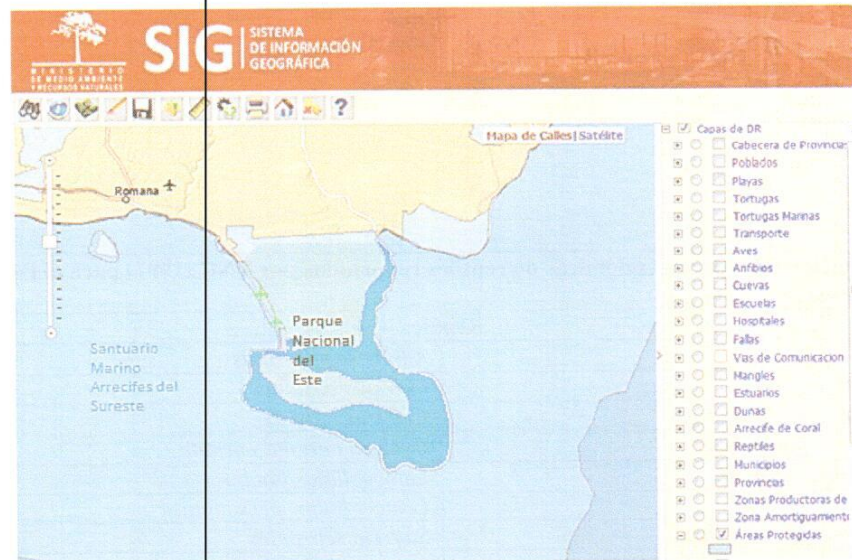 MINISTERIO
DE MEDIO AMBIENTE
Y RECURSOS NATURALES
SIG
SISTEMA
DE INFORMACIÓN
GEOGRÁFICA
?
Mapa de Calles|Satélite
Romana
Parque
Nacional
del
Este
Santuario
Marino
Arrecifes del
Sureste
Capas de DR
Cabecera de Provincias
Poblados
Playas
Tortugas
Tortugas Marinas
Transporte
Aves
Anfibios
Cuevas
Escuelas
Hospitales
Fallas
Vias de Comunicacion
Mangles
Estuarios
Dunas
Arrecife de Coral
Reptiles
Municipios
Provincias
Zonas Productoras de
Zona Amortiguamiento
Áreas Protegidas